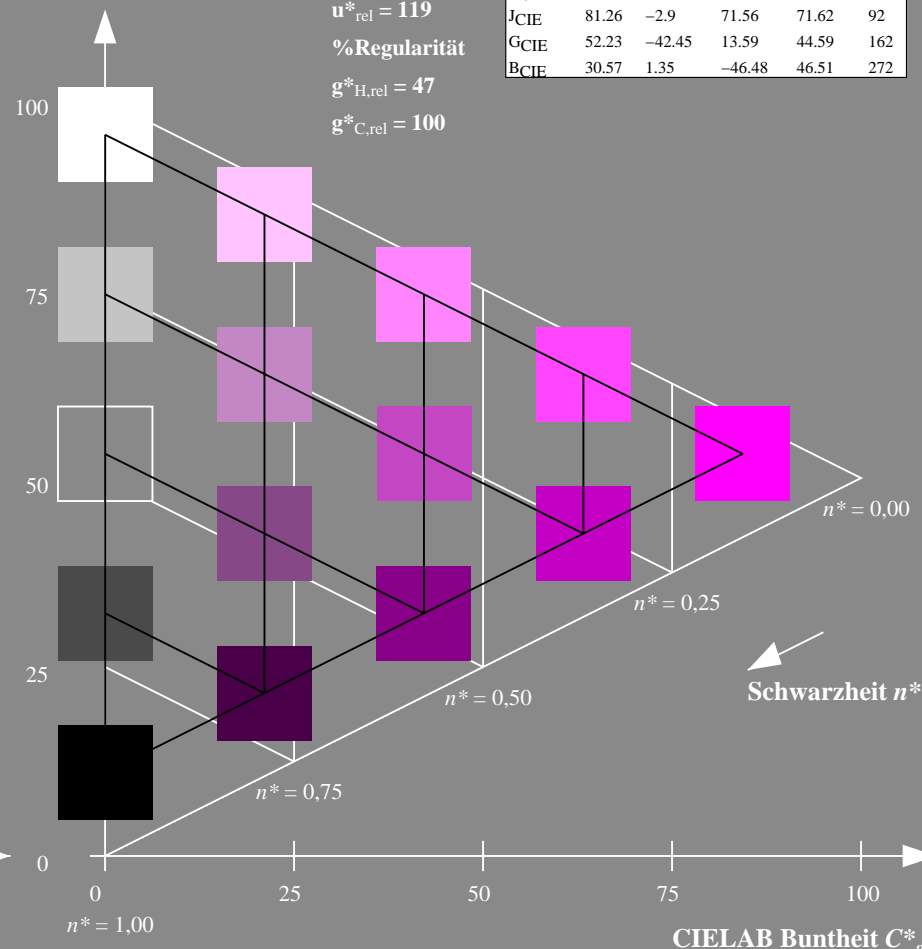 u*rel = 119
%Regularität
g*H,rel = 47
g*C,rel = 100
JCIE 81.26 −2.9 71.56 71.62 92
GCIE 52.23 −42.45 13.59 44.59 162
BCIE 30.57 1.35 −46.48 46.51 272
100
75
50
25
0
n* = 0,00
n* = 0,25
Schwarzheit n*
n* = 0,50
n* = 0,75
0 25 50 75 100
n* = 1,00
CIELAB Buntheit C*